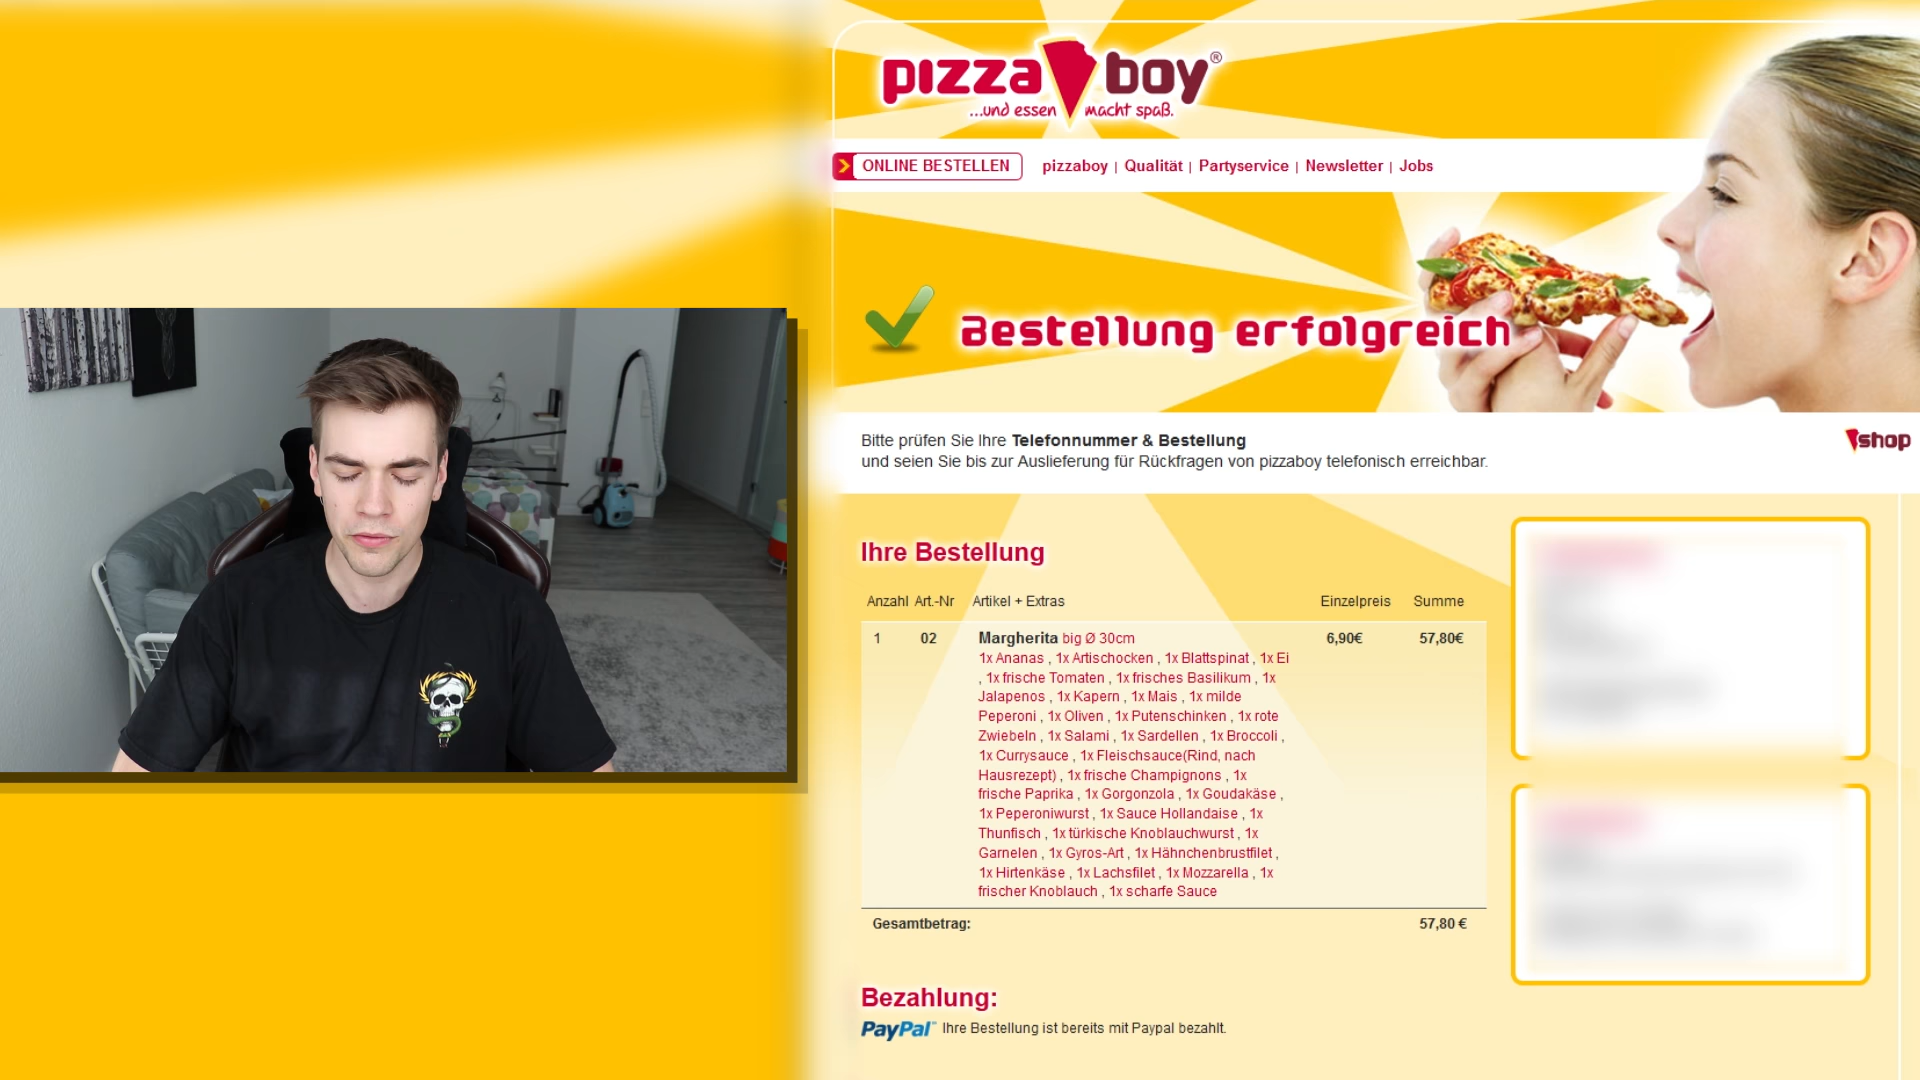 pizzaboy®
...und essen macht spaß.
ONLINE BESTELLEN
pizzaboy | Qualität | Partyservice | Newsletter | Jobs
Bestellung erfolgreich
Bitte prüfen Sie Ihre Telefonnummer & Bestellung
und seien Sie bis zur Auslieferung für Rückfragen von pizzaboy telefonisch erreichbar.
shop
Ihre Bestellung
Anzahl Art.-Nr Artikel + Extras Einzelpreis Summe
1 02 Margherita big Ø 30cm 6,90€ 57,80€
1x Ananas , 1x Artischocken , 1x Blattspinat , 1x Ei
, 1x frische Tomaten , 1x frisches Basilikum , 1x
Jalapenos , 1x Kapern , 1x Mais , 1x milde
Peperoni , 1x Oliven , 1x Putenschinken , 1x rote
Zwiebeln , 1x Salami , 1x Sardellen , 1x Broccoli ,
1x Currysauce , 1x Fleischsauce(Rind, nach
Hausrezept) , 1x frische Champignons , 1x
frische Paprika , 1x Gorgonzola , 1x Goudakäse ,
1x Peperoniwurst , 1x Sauce Hollandaise , 1x
Thunfisch , 1x türkische Knoblauchwurst , 1x
Garnelen , 1x Gyros-Art , 1x Hähnchenbrustfilet ,
1x Hirtenkäse , 1x Lachsfilet , 1x Mozzarella , 1x
frischer Knoblauch , 1x scharfe Sauce
Gesamtbetrag: 57,80 €
Bezahlung:
PayPal™ Ihre Bestellung ist bereits mit Paypal bezahlt.